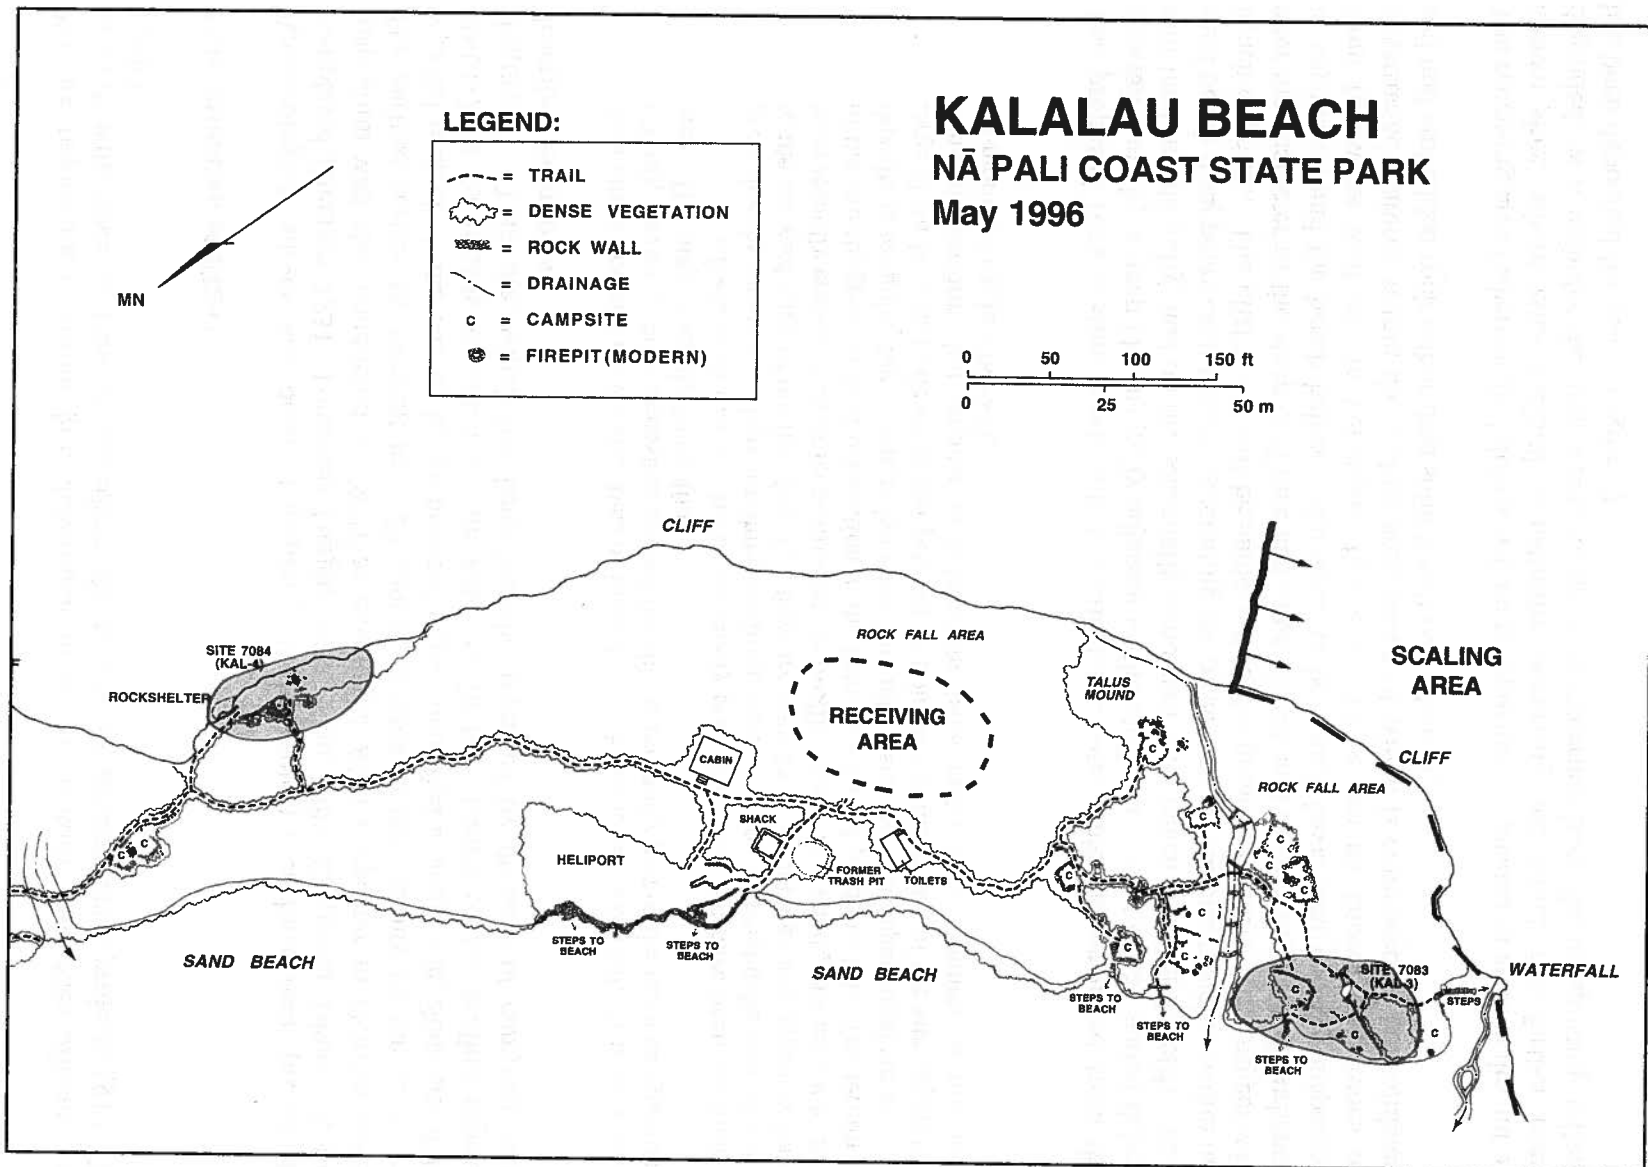 KALALAU BEACH
NĀ PALI COAST STATE PARK
May 1996
LEGEND:
= TRAIL
= DENSE VEGETATION
= ROCK WALL
= DRAINAGE
C = CAMPSITE
= FIREPIT(MODERN)
MN
0 50 100 150 ft
0 25 50 m
CLIFF
ROCK FALL AREA
SCALING
AREA
SITE 7084
(KAL-4)
ROCKSHELTER
TALUS
MOUND
RECEIVING
AREA
CABIN
C
C
CLIFF
ROCK FALL AREA
SHACK
C
C
C
C
HELIPORT
FORMER
TRASH PIT
TOILETS
C
C
C
C
C
C
STEPS TO
BEACH
STEPS TO
BEACH
SAND BEACH
SAND BEACH
SITE 7083
(KAL-3)
WATERFALL
STEPS
C
C
C
STEPS TO
BEACH
STEPS TO
BEACH
STEPS TO
BEACH